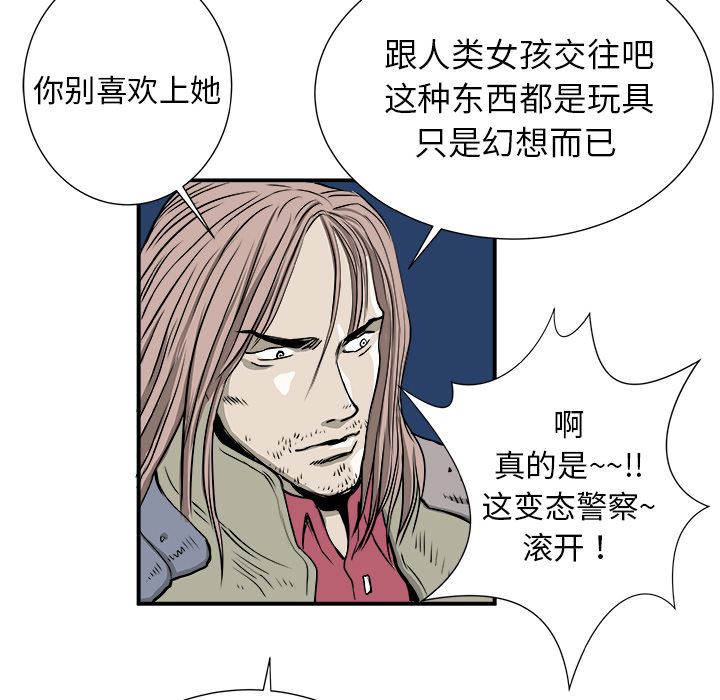 你别喜欢上她
跟人类女孩交往吧
这种东西都是玩具
只是幻想而已
啊
真的是~~!!
这变态警察~
滚开！